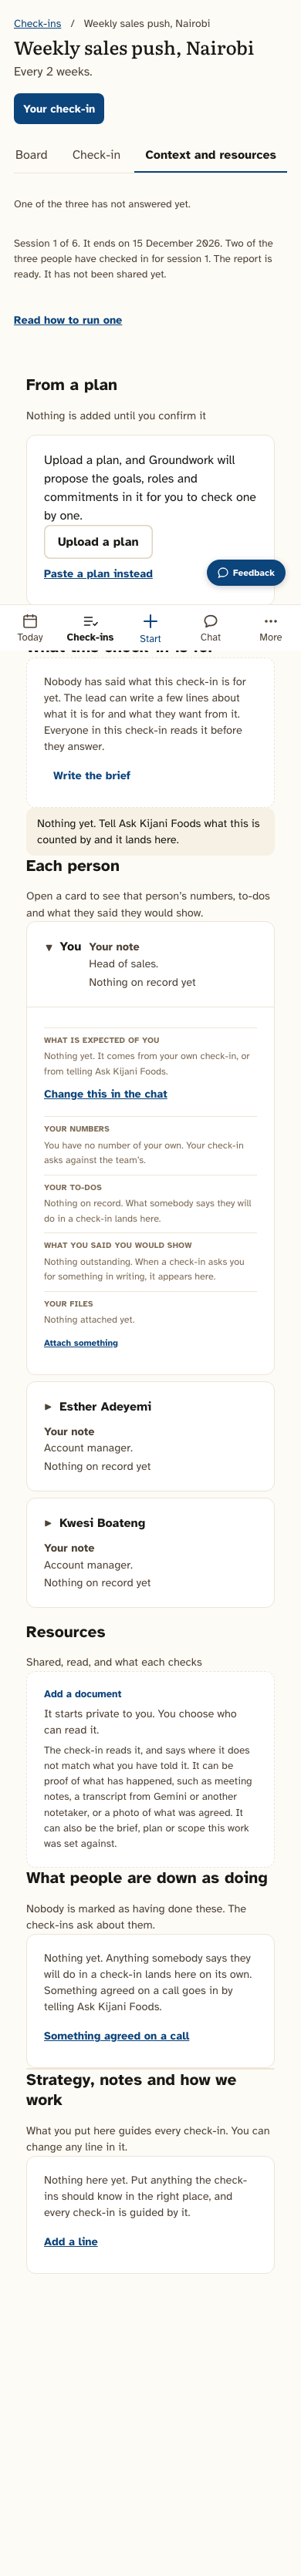 Check-ins / Weekly sales push, Nairobi
Weekly sales push, Nairobi
Every 2 weeks.
Your check-in
Board Check-in Context and resources
One of the three has not answered yet.
Session 1 of 6. It ends on 15 December 2026. Two of the
three people have checked in for session 1. The report is
ready. It has not been shared yet.
Read how to run one
From a plan
Nothing is added until you confirm it
Upload a plan, and Groundwork will
propose the goals, roles and
commitments in it for you to check one
by one.
Upload a plan
Paste a plan instead
Feedback
Today Check-ins Start Chat More
What this check-in is for
Nobody has said what this check-in is for
yet. The lead can write a few lines about
what it is for and what they want from it.
Everyone in this check-in reads it before
they answer.
Write the brief
Nothing yet. Tell Ask Kijani Foods what this is
counted by and it lands here.
Each person
Open a card to see that person's numbers, to-dos
and what they said they would show.
You Your note
Head of sales.
Nothing on record yet
WHAT IS EXPECTED OF YOU
Nothing yet. It comes from your own check-in, or
from telling Ask Kijani Foods.
Change this in the chat
YOUR NUMBERS
You have no number of your own. Your check-in
asks against the team's.
YOUR TO-DOS
Nothing on record. What somebody says they will
do in a check-in lands here.
WHAT YOU SAID YOU WOULD SHOW
Nothing outstanding. When a check-in asks you
for something in writing, it appears here.
YOUR FILES
Nothing attached yet.
Attach something
Esther Adeyemi
Your note
Account manager.
Nothing on record yet
Kwesi Boateng
Your note
Account manager.
Nothing on record yet
Resources
Shared, read, and what each checks
Add a document
It starts private to you. You choose who
can read it.
The check-in reads it, and says where it does
not match what you have told it. It can be
proof of what has happened, such as meeting
notes, a transcript from Gemini or another
notetaker, or a photo of what was agreed. It
can also be the brief, plan or scope this work
was set against.
What people are down as doing
Nobody is marked as having done these. The
check-ins ask about them.
Nothing yet. Anything somebody says they
will do in a check-in lands here on its own.
Something agreed on a call goes in by
telling Ask Kijani Foods.
Something agreed on a call
Strategy, notes and how we
work
What you put here guides every check-in. You can
change any line in it.
Nothing here yet. Put anything the check-
ins should know in the right place, and
every check-in is guided by it.
Add a line